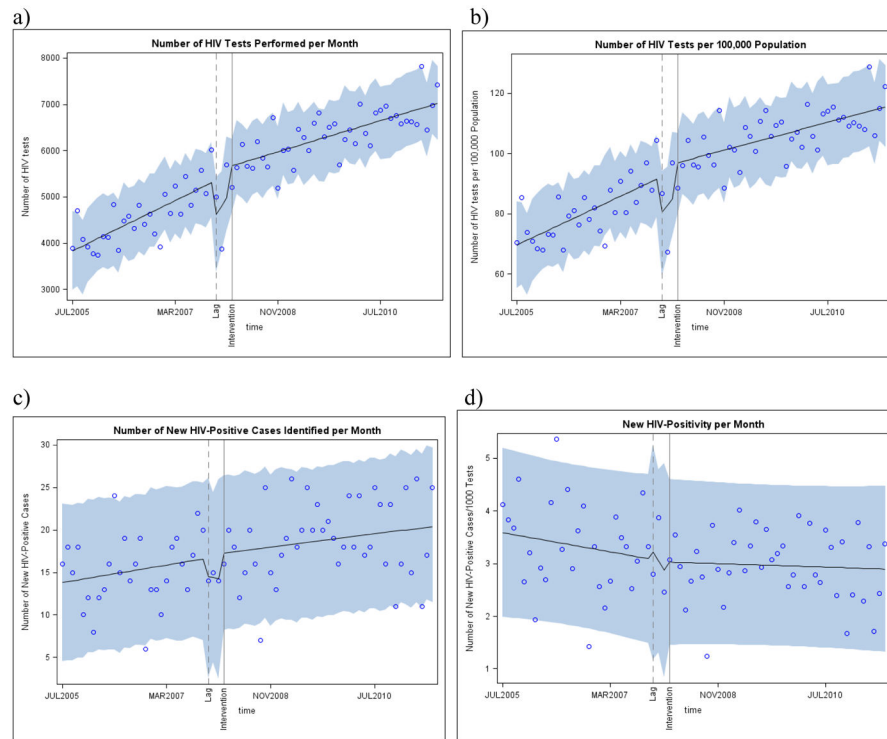 a)
Number of HIV Tests Performed per Month
Number of HIV tests
8000
7000
6000
5000
4000
3000
JUL2005
MAR2007
Lag
Intervention
NOV2008
JUL2010
time
b)
Number of HIV Tests per 100,000 Population
Number of HIV tests per 100,000 Population
120
100
80
60
JUL2005
MAR2007
Lag
Intervention
NOV2008
JUL2010
time
c)
Number of New HIV-Positive Cases Identified per Month
Number of New HIV-Positive Cases
30
25
20
15
10
5
JUL2005
MAR2007
Lag
Intervention
NOV2008
JUL2010
time
d)
New HIV-Positivity per Month
Number of New HIV-Positive Cases/1000 Tests
5
4
3
2
1
JUL2005
MAR2007
Lag
Intervention
NOV2008
JUL2010
time